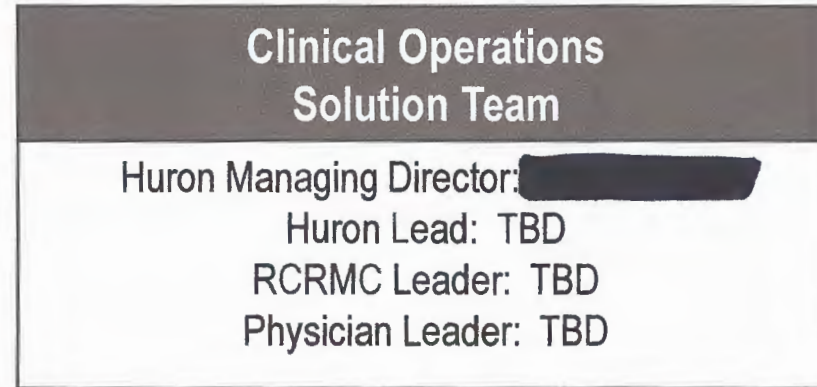 Clinical Operations
Solution Team
Huron Managing Director:
Huron Lead: TBD
RCRMC Leader: TBD
Physician Leader: TBD